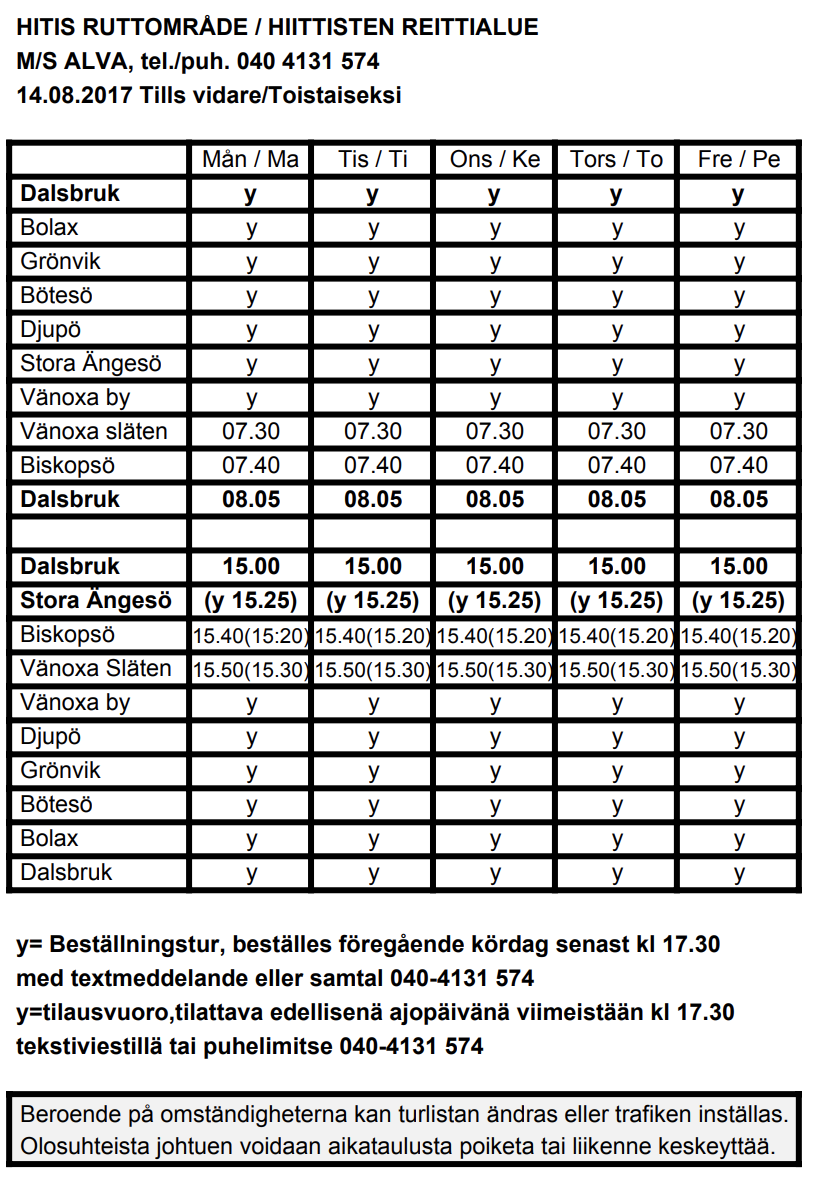 HITIS RUTTOMRÅDE / HIITTISTEN REITTIALUE
M/S ALVA, tel./puh. 040 4131 574
14.08.2017 Tills vidare/Toistaiseksi
Mån / Ma Tis / Ti Ons / Ke Tors / To Fre / Pe
Dalsbruk y y y y y
Bolax y y y y y
Grönvik y y y y y
Bötesö y y y y y
Djupö y y y y y
Stora Ängesö y y y y y
Vänoxa by y y y y y
Vänoxa släten 07.30 07.30 07.30 07.30 07.30
Biskopsö 07.40 07.40 07.40 07.40 07.40
Dalsbruk 08.05 08.05 08.05 08.05 08.05
Dalsbruk 15.00 15.00 15.00 15.00 15.00
Stora Ängesö (y 15.25) (y 15.25) (y 15.25) (y 15.25) (y 15.25)
Biskopsö 15.40(15:20) 15.40(15.20) 15.40(15.20) 15.40(15.20) 15.40(15.20)
Vänoxa Släten 15.50(15.30) 15.50(15.30) 15.50(15.30) 15.50(15.30) 15.50(15.30)
Vänoxa by y y y y y
Djupö y y y y y
Grönvik y y y y y
Bötesö y y y y y
Bolax y y y y y
Dalsbruk y y y y y
y= Beställningstur, beställes föregående kördag senast kl 17.30
med textmeddelande eller samtal 040-4131 574
y=tilausvuoro,tilattava edellisenä ajopäivänä viimeistään kl 17.30
tekstiviestillä tai puhelimitse 040-4131 574
Beroende på omständigheterna kan turlistan ändras eller trafiken inställas.
Olosuhteista johtuen voidaan aikataulusta poiketa tai liikenne keskeyttää.